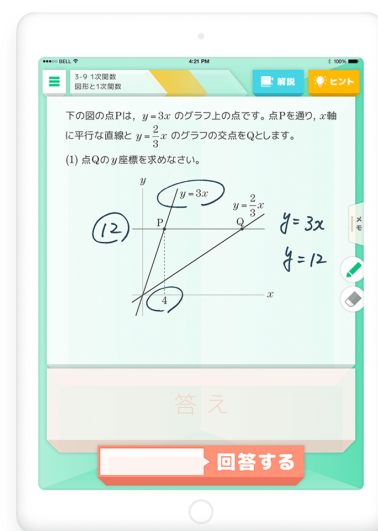 BELL 4:21 PM 100%
3-9 1次関数
図形と1次関数
解説
ヒント
下の図の点Pは，y=3x のグラフ上の点です。点Pを通り，x軸
に平行な直線と y=2/3x のグラフの交点をQとします。
(1) 点Qのy座標を求めなさい。
y
y=3x
y=2/3x
12
P
Q
y=3x
y=12
4
x
メモ
答え
回答する